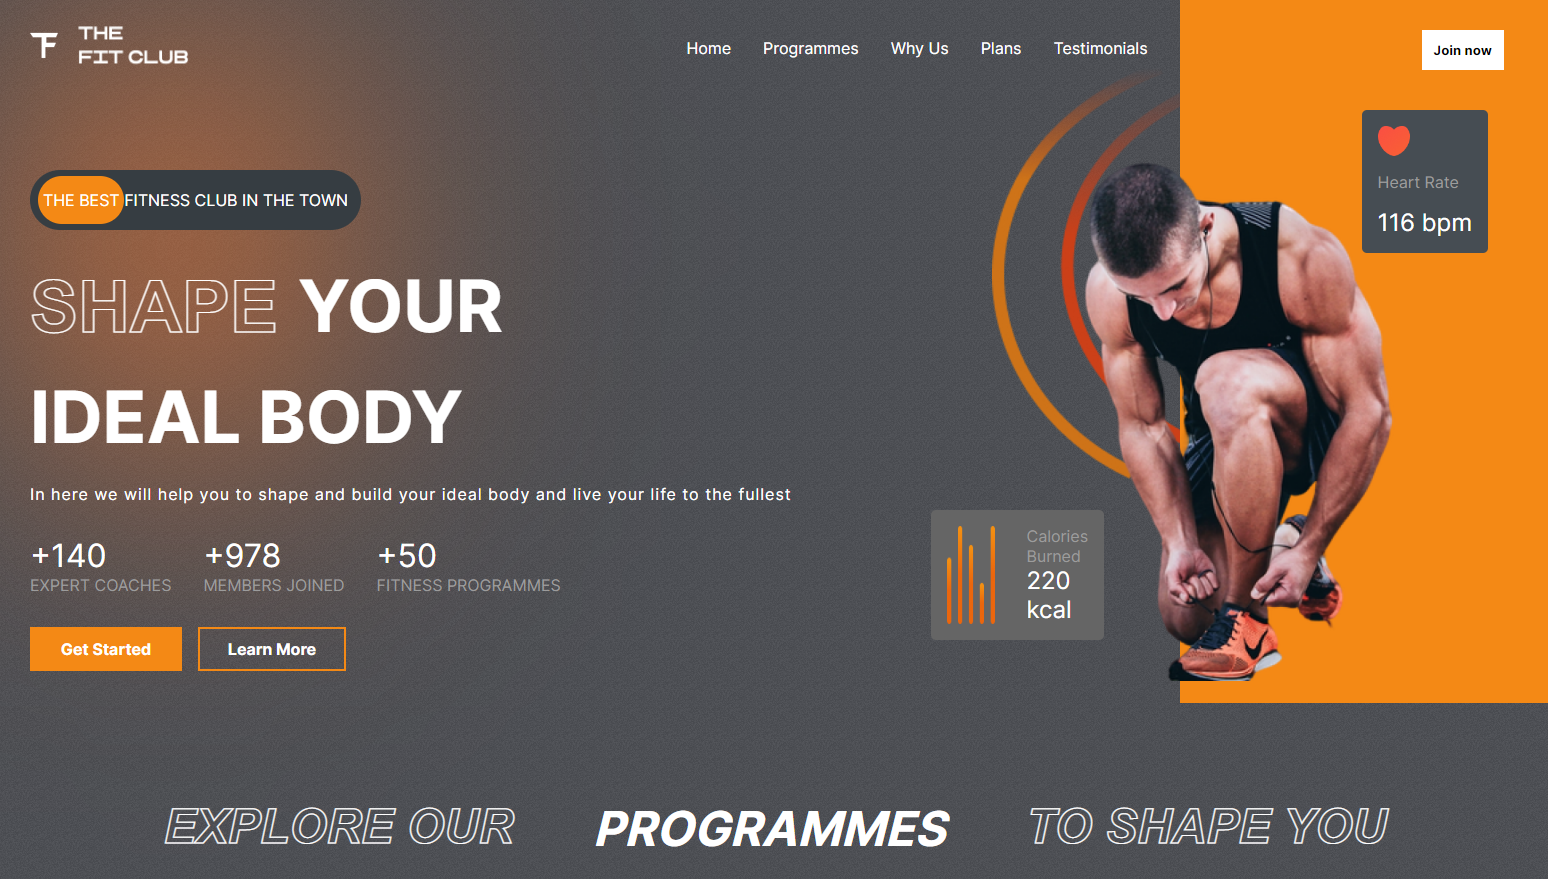 THE
FIT CLUB
Home Programmes Why Us Plans Testimonials
Join now
Heart Rate
116 bpm
THE BEST FITNESS CLUB IN THE TOWN
SHAPE YOUR
IDEAL BODY
In here we will help you to shape and build your ideal body and live your life to the fullest
+140 +978 +50
EXPERT COACHES MEMBERS JOINED FITNESS PROGRAMMES
Get Started Learn More
Calories
Burned
220
kcal
EXPLORE OUR PROGRAMMES TO SHAPE YOU